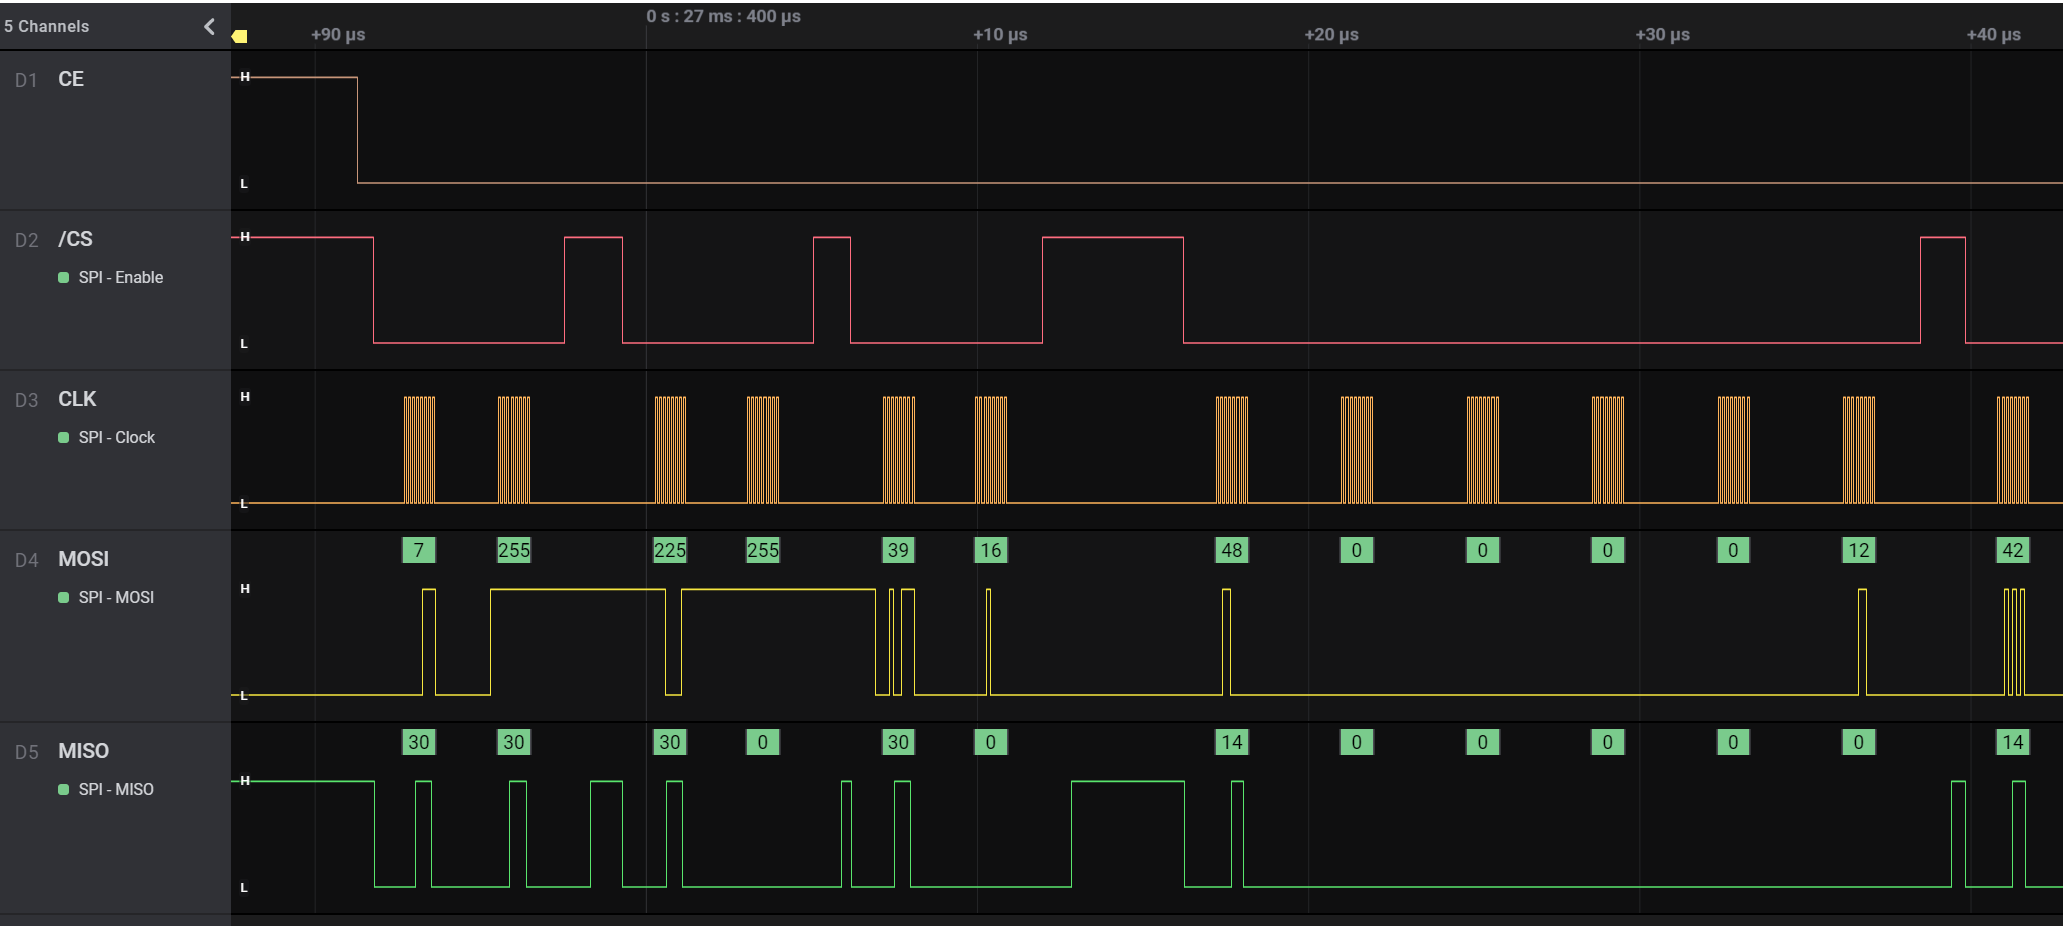 5 Channels
0 s : 27 ms : 400 µs
+90 µs +10 µs +20 µs +30 µs +40 µs
D1 CE
H
L
D2 /CS
SPI - Enable
H
L
D3 CLK
SPI - Clock
H
L
D4 MOSI
SPI - MOSI
7 255 225 255 39 16 48 0 0 0 0 12 42
H
L
D5 MISO
SPI - MISO
30 30 30 0 30 0 14 0 0 0 0 0 14
H
L